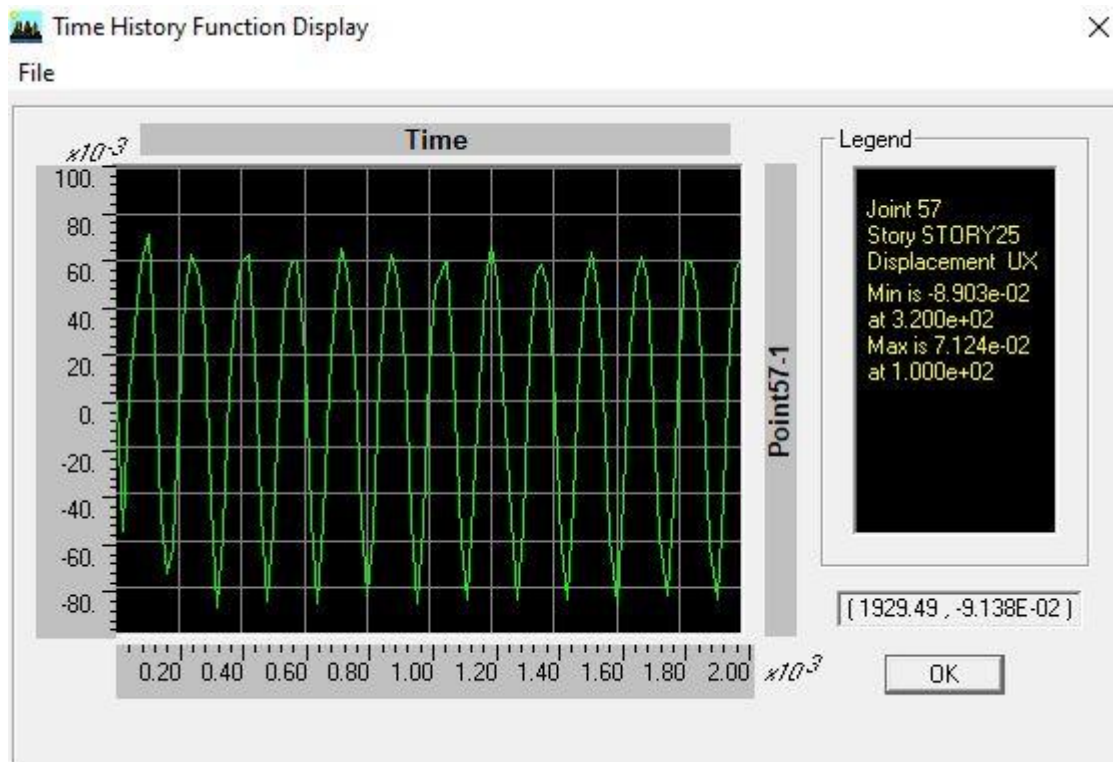 Time History Function Display
File
Time
x10-3
100.
80.
60.
40.
20.
0.
-20.
-40.
-60.
-80.
0.20 0.40 0.60 0.80 1.00 1.20 1.40 1.60 1.80 2.00 x10 3
Point57-1
Legend
Joint 57
Story STORY25
Displacement UX
Min is -8.903e-02
at 3.200e+02
Max is 7.124e-02
at 1.000e+02
( 1929.49 , -9.138E-02 )
OK